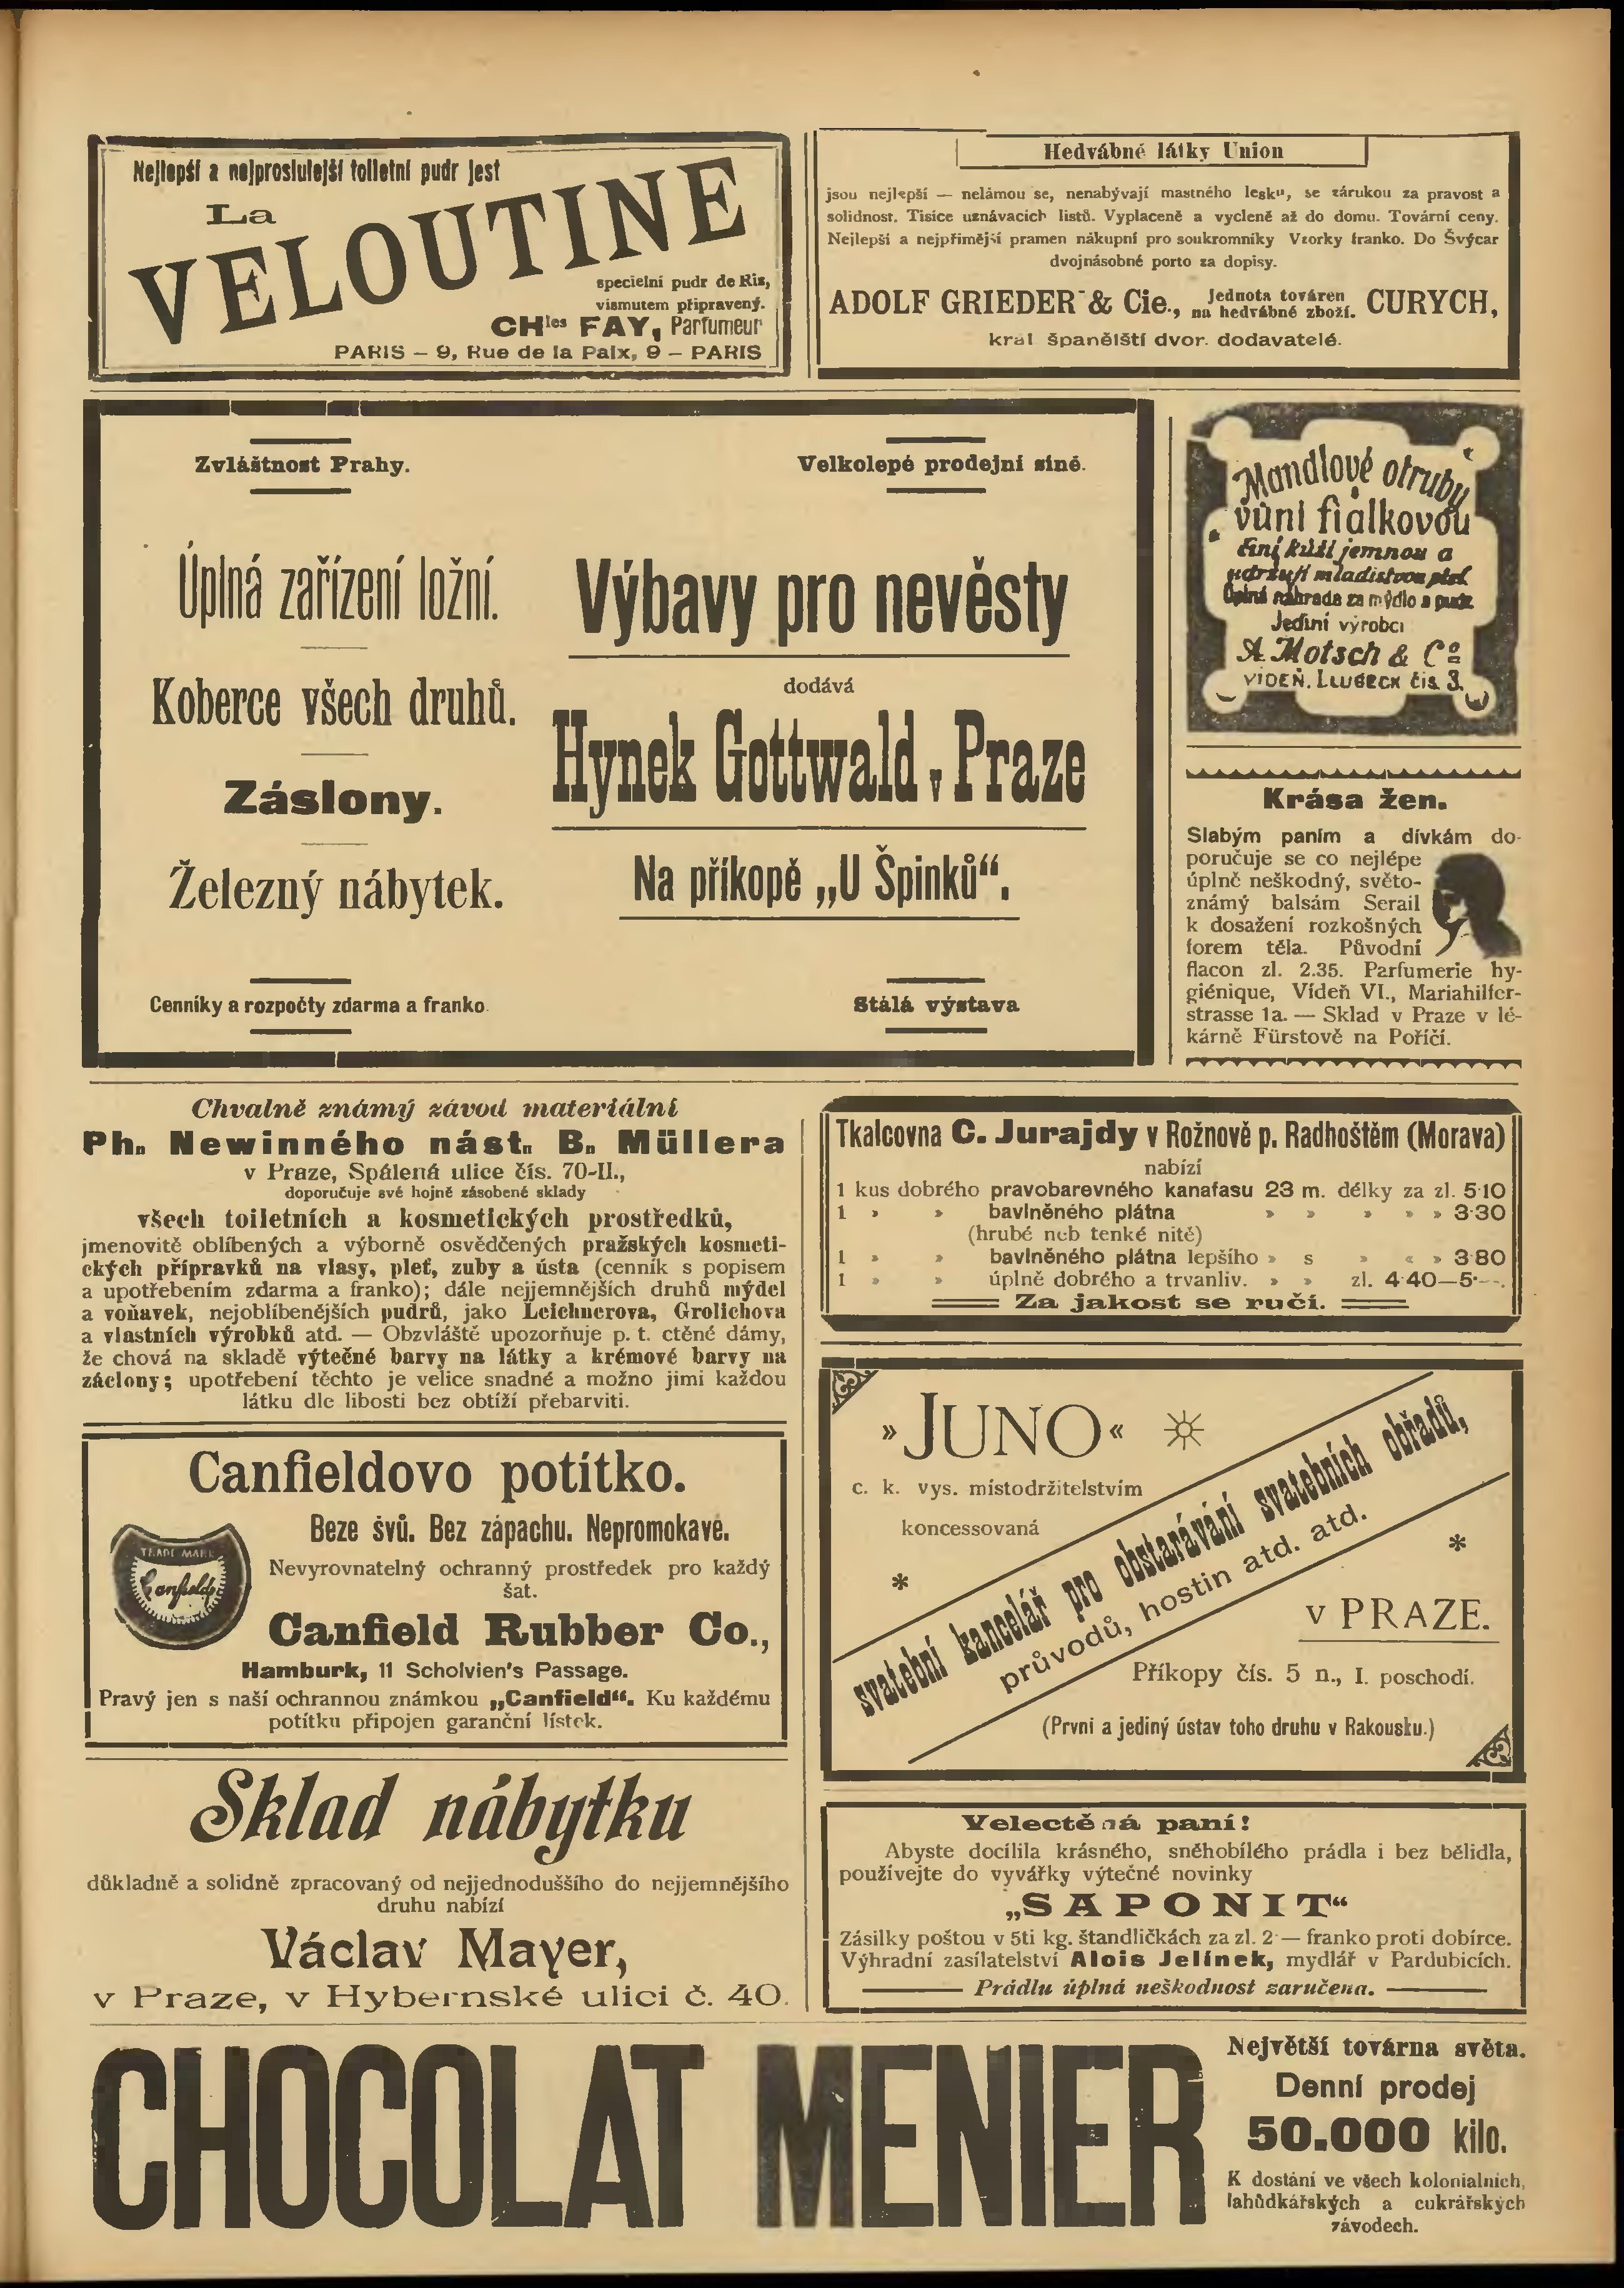 Nejlepší a nejproslulejší toiletní pudr jest
La
VELOUTINE
specielní pudr de Riz,
vismutem připravený.
CHles FAY, Parfumeur
PARIS – 9, Rue de la Paix, 9 – PARIS
Hedvábné látky Union
jsou nejlepší — nelámou se, nenabývají mastného lesku, se zárukou za pravost a
solidnost. Tisíce uznávacích listů. Vyplaceně a vycleně až do domu. Tovární ceny.
Nejlepší a nejpřímější pramen nákupní pro soukromníky Vzorky franko. Do Švýcar
dvojnásobné porto za dopisy.
ADOLF GRIEDER & Cie., Jednota továren na hedvábné zboží. CURYCH,
král španělští dvor. dodavatelé.
Zvláštnost Prahy.
Úplná zařízení ložní.
Koberce všech druhů.
Záslony.
Železný nábytek.
Cenníky a rozpočty zdarma a franko.
Velkolepé prodejní síně.
Výbavy pro nevěsty
dodává
Hynek Gottwald v Praze
Na příkopě „U Špinků“.
Stálá výstava
Mandlové otruby
vůní fialkovou
činí kůži jemnou a
udržují mladistvou pleť.
Úplná náhrada za mýdlo a pudr
Jediní výrobci
A. Motsch & Co
VÍDEŇ. I. LUGECK čís. 3.
Krása žen.
Slabým paním a dívkám do-
poručuje se co nejlépe
úplně neškodný, světo-
známý balsám Serail
k dosažení rozkošných
forem těla. Původní
flacon zl. 2.35. Parfumerie hy-
giénique, Vídeň VI., Mariahilfer-
strasse 1a. — Sklad v Praze v lé-
kárně Fürstově na Poříčí.
Chvalně známý závod materiální
Ph. Newinného nást. B. Müllera
v Praze, Spálená ulice čís. 70-II.,
doporučuje své hojně zásobené sklady
všech toiletních a kosmetických prostředků,
jmenovitě oblíbených a výborně osvědčených pražských kosmeti-
ckých přípravků na vlasy, pleť, zuby a ústa (cenník s popisem
a upotřebením zdarma a franko); dále nejjemnějších druhů mýdel
a voňavek, nejoblíbenějších pudrů, jako Leichnerova, Grolichova
a vlastních výrobků atd. — Obzvláště upozorňuje p. t. ctěné dámy,
že chová na skladě výtečné barvy na látky a krémové barvy na
záclony; upotřebení těchto je velice snadné a možno jimi každou
látku dle libosti bez obtíží přebarviti.
Tkalcovna C. Jurajdy v Rožnově p. Radhoštěm (Morava)
nabízí
1 kus dobrého pravobarevného kanafasu 23 m. délky za zl. 5·10
1 » » bavlněného plátna » » » » » 3·30
(hrubé neb tenké nitě)
1 » » bavlněného plátna lepšího » s » « » 3·80
1 » » úplně dobrého a trvanliv. » » zl. 4·40—5·—.
Za jakost se ručí.
Canfieldovo potítko.
Beze švů. Bez zápachu. Nepromokavé.
TRADE MARK
Canfield
Nevyrovnatelný ochranný prostředek pro každý
šat.
Canfield Rubber Co.,
Hamburk, 11 Scholvien's Passage.
Pravý jen s naší ochrannou známkou „Canfield“. Ku každému
potítku připojen garanční lístek.
»JUNO«
c. k. vys. místodržitelstvím
koncessovaná
svatební kancelář pro obstarávání svatebních obřadů,
průvodů, hostin atd. atd.
v PRAZE.
Příkopy čís. 5 n., I. poschodí.
(První a jediný ústav toho druhu v Rakousku.)
Sklad nábytku
důkladně a solidně zpracovaný od nejjednoduššího do nejjemnějšího
druhu nabízí
Václav Mayer,
v Praze, v Hybernské ulici č. 40.
Velectěná paní!
Abyste docílila krásného, sněhobílého prádla i bez bělidla,
používejte do vyvářky výtečné novinky
„SAPONIT“
Zásilky poštou v 5ti kg. štandličkách za zl. 2·— franko proti dobírce.
Výhradní zasílatelství Alois Jelínek, mydlář v Pardubicích.
Prádlu úplná neškodnost zaručena.
CHOCOLAT MENIER
Největší továrna světa.
Denní prodej
50.000 kilo.
K dostání ve všech kolonialních,
lahůdkářských a cukrářských
závodech.